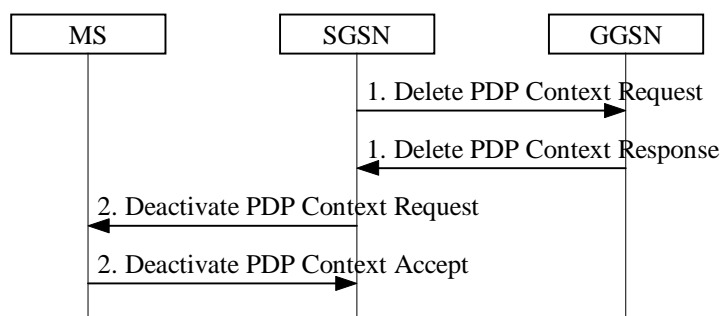 MS
SGSN
GGSN
1. Delete PDP Context Request
1. Delete PDP Context Response
2. Deactivate PDP Context Request
2. Deactivate PDP Context Accept